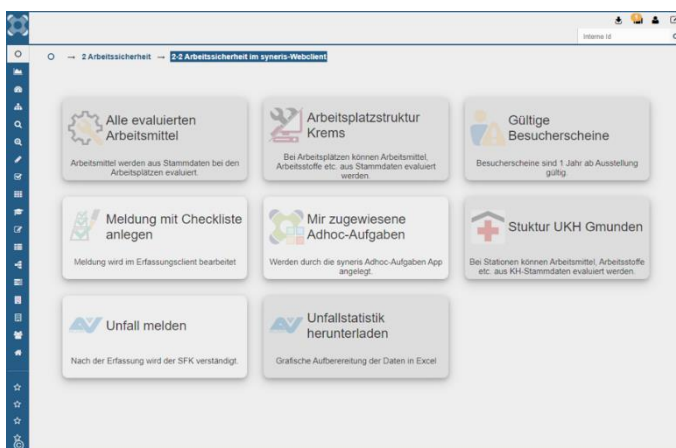 Interne Id
2 Arbeitssicherheit → 2-2 Arbeitssicherheit im syneris-Webclient
Alle evaluierten
Arbeitsmittel
Arbeitsmittel werden aus Stammdaten bei den
Arbeitsplätzen evaluiert.
Arbeitsplatzstruktur
Krems
Bei Arbeitsplätzen können Arbeitsmittel,
Arbeitsstoffe etc. aus Stammdaten evaluiert
werden.
Gültige
Besucherscheine
Besucherscheine sind 1 Jahr ab Ausstellung
gültig.
Meldung mit Checkliste
anlegen
Meldung wird im Erfassungsclient bearbeitet
Mir zugewiesene
Adhoc-Aufgaben
Werden durch die syneris Adhoc-Aufgaben App
angelegt.
Stuktur UKH Gmunden
Bei Stationen können Arbeitsmittel, Arbeitsstoffe
etc. aus KH-Stammdaten evaluiert werden.
Unfall melden
Nach der Erfassung wird der SFK verständigt.
Unfallstatistik
herunterladen
Grafische Aufbereretung der Daten in Excel